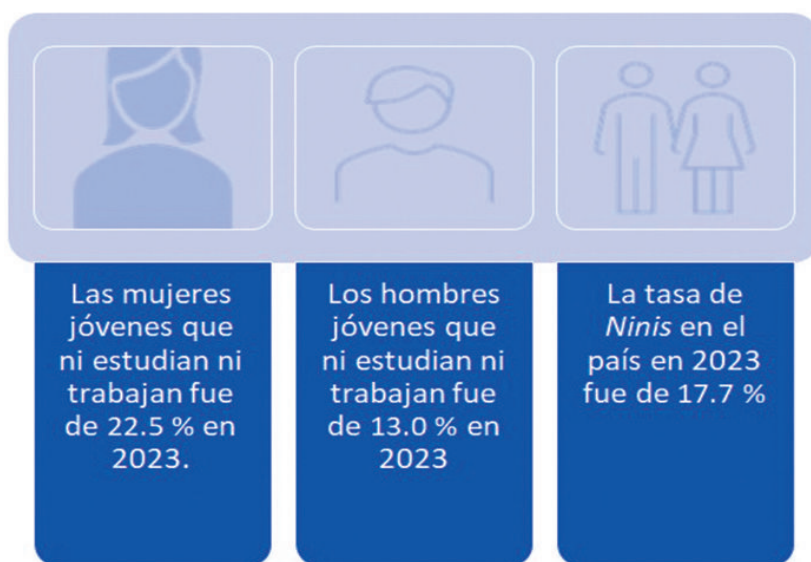 Las mujeres
jóvenes que
ni estudian ni
trabajan fue
de 22.5 % en
2023.
Los hombres
jóvenes que
ni estudian ni
trabajan fue
de 13.0 % en
2023
La tasa de
Ninis en el
país en 2023
fue de 17.7 %